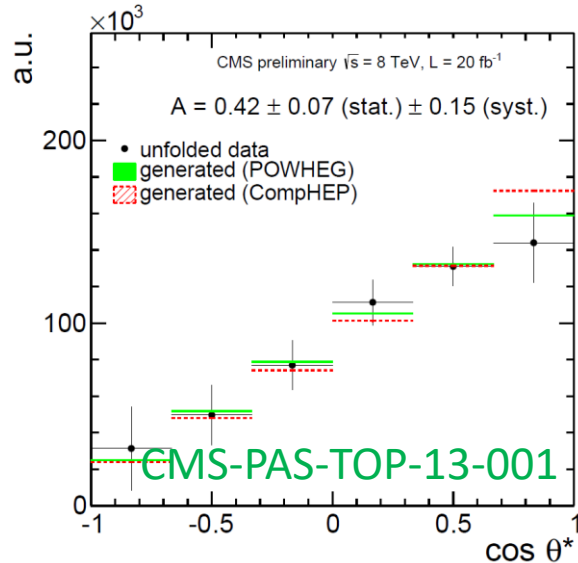 ×10³
a.u.
CMS preliminary √s = 8 TeV, L = 20 fb⁻¹
A = 0.42 ± 0.07 (stat.) ± 0.15 (syst.)
200
unfolded data
generated (POWHEG)
generated (CompHEP)
100
CMS-PAS-TOP-13-001
0
-1 -0.5 0 0.5 1
cos θ*